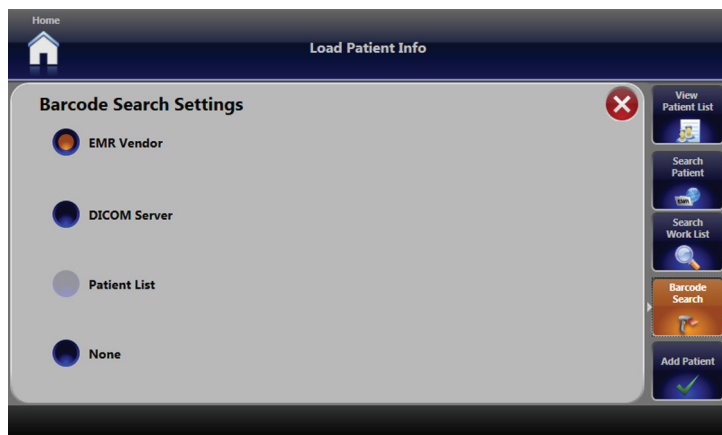 Home
Load Patient Info
Barcode Search Settings
EMR Vendor
DICOM Server
Patient List
None
View
Patient List
Search
Patient
EMR
Search
Work List
Barcode
Search
Add Patient